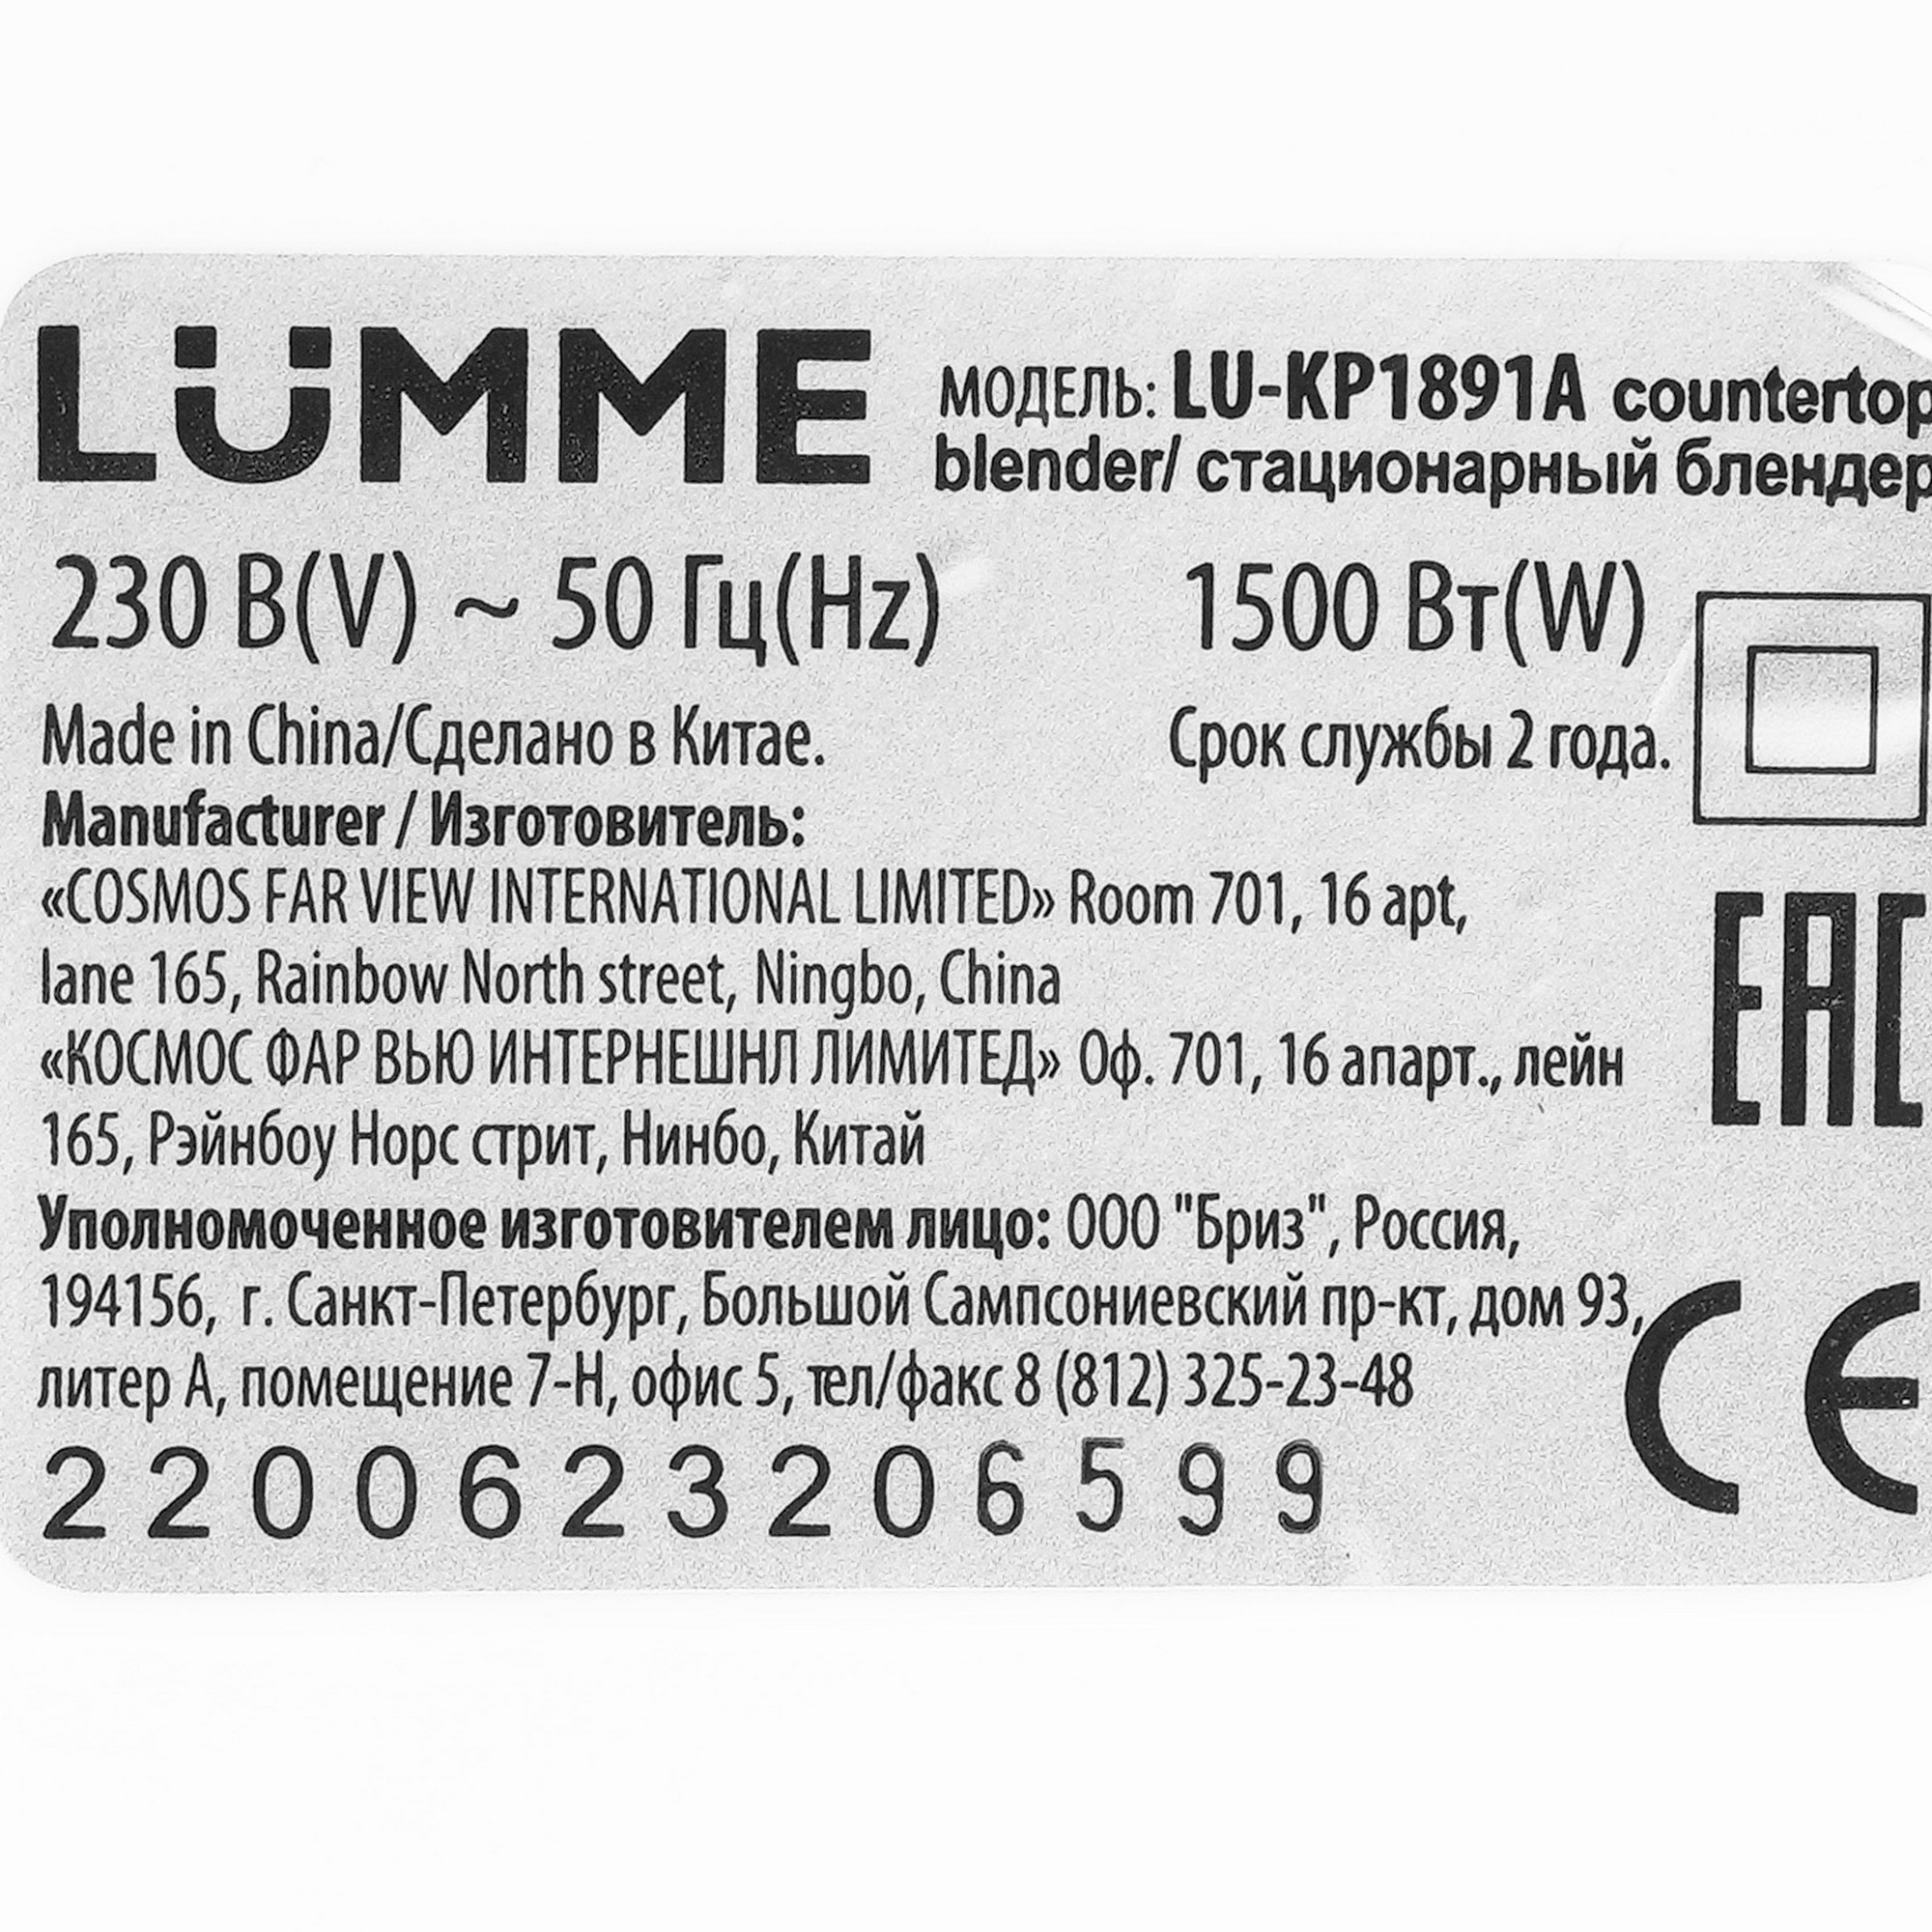 LÜMME
МОДЕЛЬ: LU-KP1891A countertop
blender/ стационарный блендер
230 В(V) ~ 50 Гц(Hz) 1500 Вт(W)
Made in China/Сделано в Китае. Срок службы 2 года.
Manufacturer / Изготовитель:
«COSMOS FAR VIEW INTERNATIONAL LIMITED» Room 701, 16 apt,
lane 165, Rainbow North street, Ningbo, China
«КОСМОС ФАР ВЬЮ ИНТЕРНЕШНЛ ЛИМИТЕД» Оф. 701, 16 апарт., лейн
165, Рэйнбоу Норс стрит, Нинбо, Китай
EAC
Уполномоченное изготовителем лицо: ООО "Бриз", Россия,
194156, г. Санкт-Петербург, Большой Сампсониевский пр-кт, дом 93,
литер А, помещение 7-Н, офис 5, тел/факс 8 (812) 325-23-48
CE
2200623206599